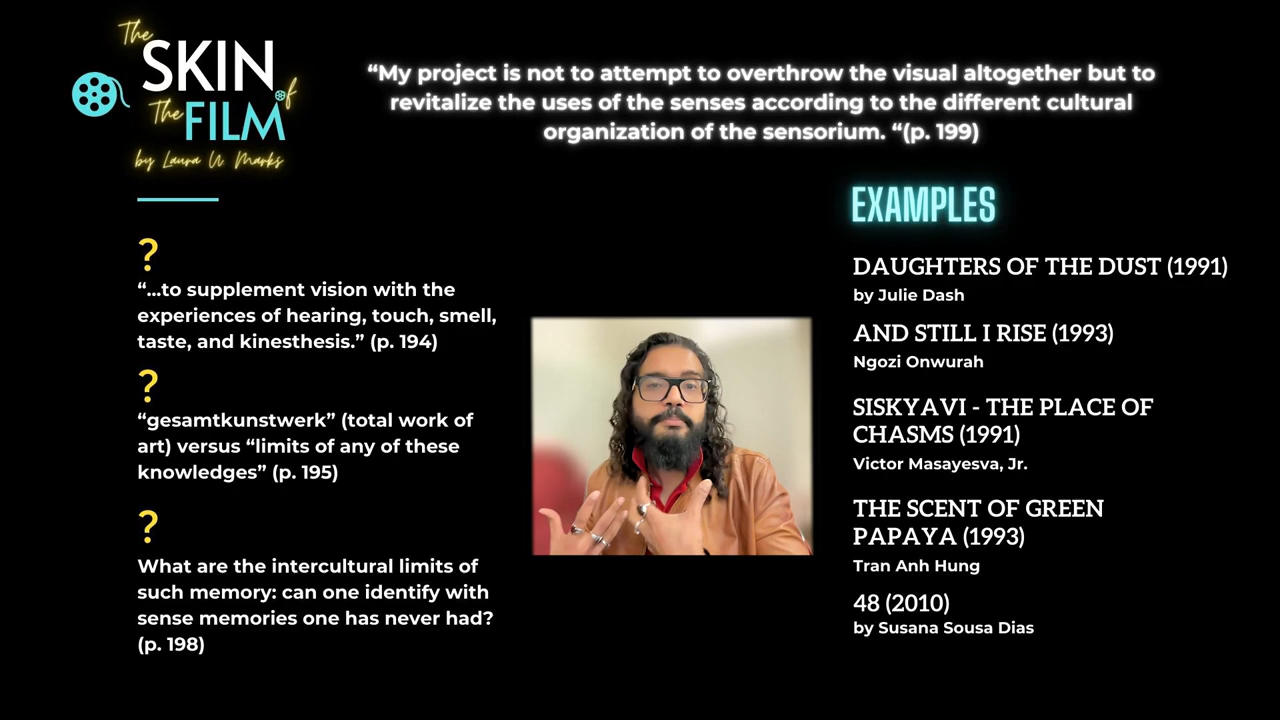 The
SKIN
of
The FILM
by Laura U Marks
“My project is not to attempt to overthrow the visual altogether but to
revitalize the uses of the senses according to the different cultural
organization of the sensorium. “(p. 199)
?
“...to supplement vision with the
experiences of hearing, touch, smell,
taste, and kinesthesis.” (p. 194)
?
“gesamtkunstwerk” (total work of
art) versus “limits of any of these
knowledges” (p. 195)
?
What are the intercultural limits of
such memory: can one identify with
sense memories one has never had?
(p. 198)
EXAMPLES
DAUGHTERS OF THE DUST (1991)
by Julie Dash
AND STILL I RISE (1993)
Ngozi Onwurah
SISKYAVI - THE PLACE OF
CHASMS (1991)
Victor Masayesva, Jr.
THE SCENT OF GREEN
PAPAYA (1993)
Tran Anh Hung
48 (2010)
by Susana Sousa Dias